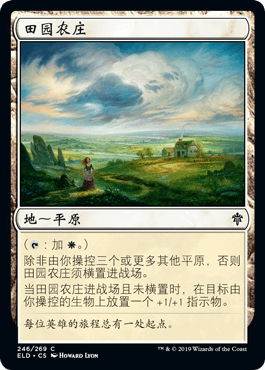 田园农庄
地～平原
（：加。）
除非由你操控三个或更多其他平原，否则
田园农庄须横置进战场。
当田园农庄进战场且未横置时，在目标由
你操控的生物上放置一个 +1/+1 指示物。
每位英雄的旅程总有一处起点。
246/269 C
ELD • CS HOWARD LYON
™ & © 2019 Wizards of the Coast